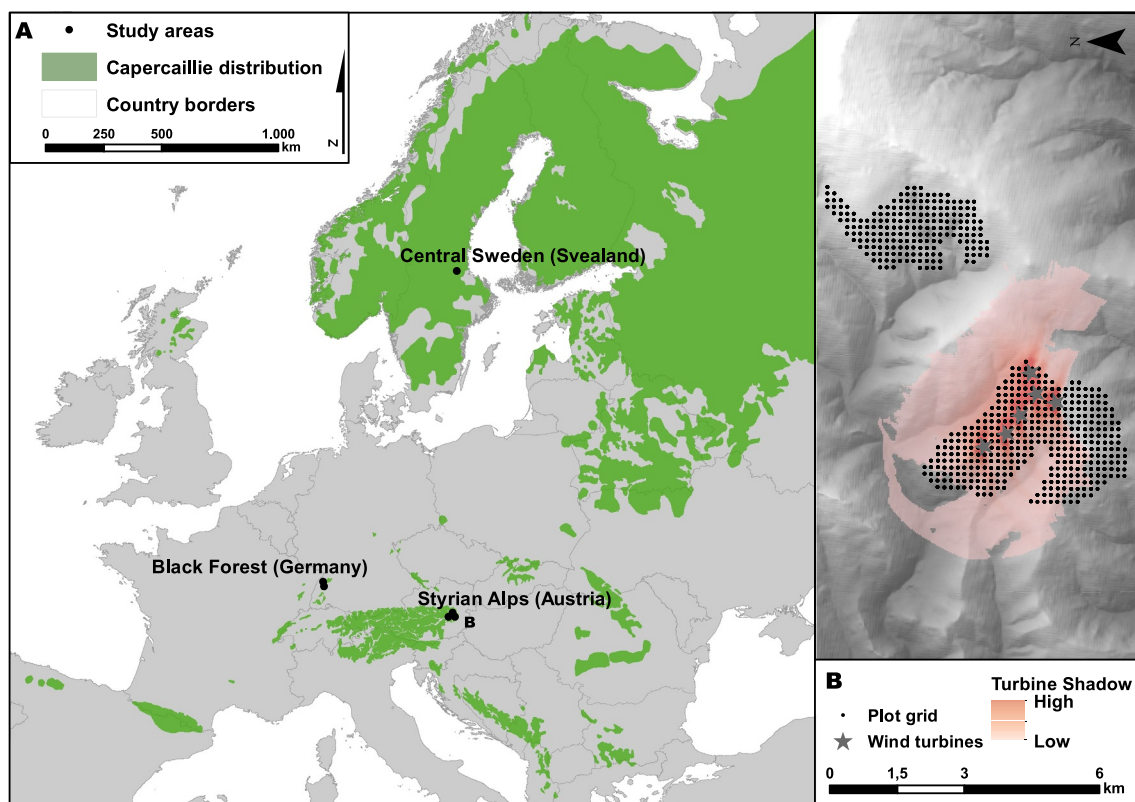 A
Study areas
Capercaillie distribution
Country borders
0 250 500 1.000
km
N
Central Sweden (Svealand)
Black Forest (Germany)
Styrian Alps (Austria)
B
N
B
Turbine Shadow
High
Low
Plot grid
Wind turbines
0 1,5 3 6
km